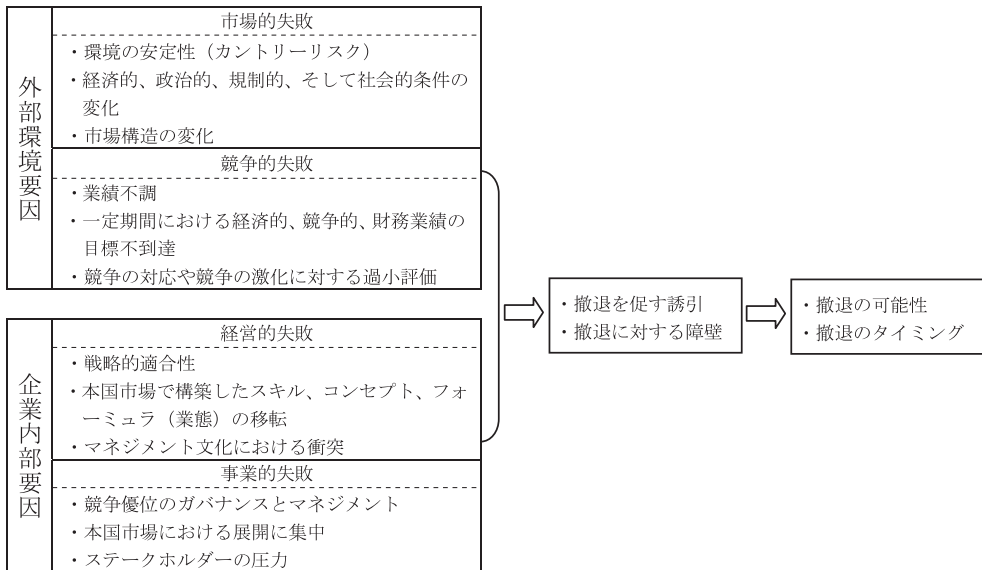 外部環境要因
市場的失敗
・環境の安定性（カントリーリスク）
・経済的、政治的、規制的、そして社会的条件の
変化
・市場構造の変化
競争的失敗
・業績不調
・一定期間における経済的、競争的、財務業績の
目標不到達
・競争の対応や競争の激化に対する過小評価
企業内部要因
経営的失敗
・戦略的適合性
・本国市場で構築したスキル、コンセプト、フォ
ーミュラ（業態）の移転
・マネジメント文化における衝突
事業的失敗
・競争優位のガバナンスとマネジメント
・本国市場における展開に集中
・ステークホルダーの圧力
・撤退を促す誘引
・撤退に対する障壁
・撤退の可能性
・撤退のタイミング